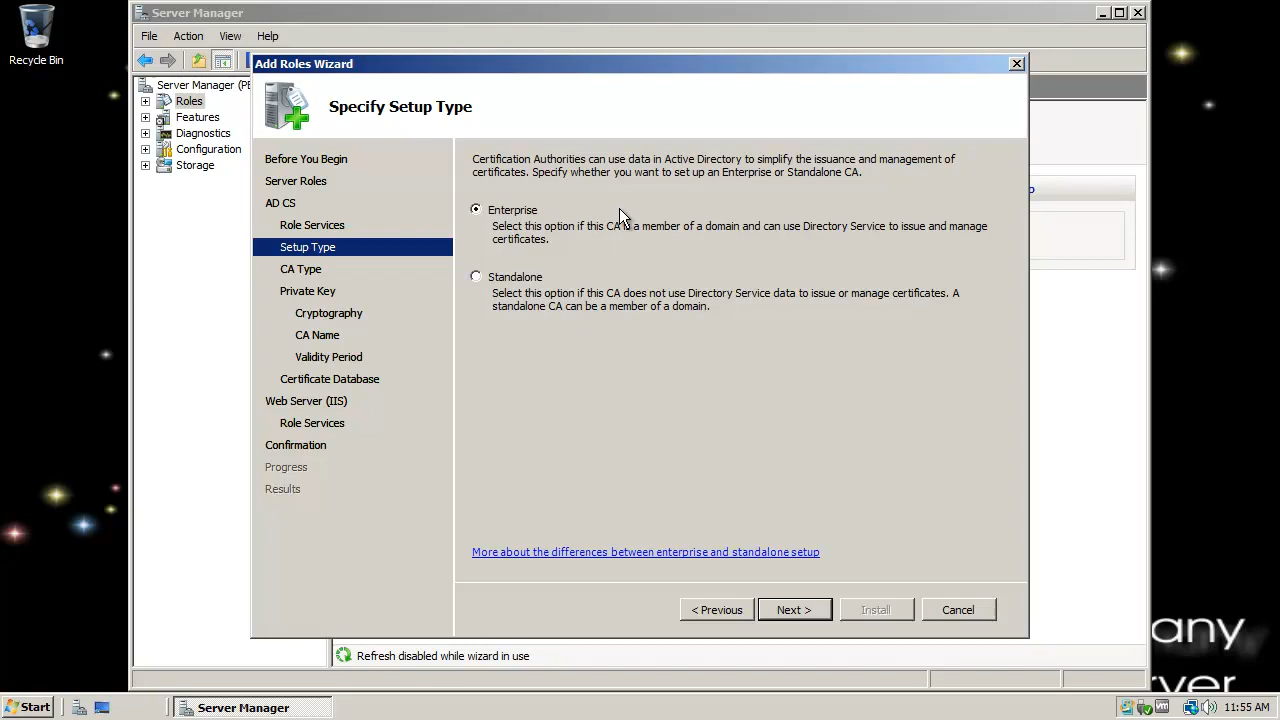 Recycle Bin
Server Manager
File Action View Help
Add Roles Wizard
Server Manager (PE
Roles
Features
Diagnostics
Configuration
Storage
Specify Setup Type
Before You Begin
Server Roles
AD CS
Role Services
Setup Type
CA Type
Private Key
Cryptography
CA Name
Validity Period
Certificate Database
Web Server (IIS)
Role Services
Confirmation
Progress
Results
Certification Authorities can use data in Active Directory to simplify the issuance and management of
certificates. Specify whether you want to set up an Enterprise or Standalone CA.
Enterprise
Select this option if this CA is a member of a domain and can use Directory Service to issue and manage
certificates.
Standalone
Select this option if this CA does not use Directory Service data to issue or manage certificates. A
standalone CA can be a member of a domain.
More about the differences between enterprise and standalone setup
< Previous Next > Install Cancel
Refresh disabled while wizard in use
any
rver
Start Server Manager 11:55 AM